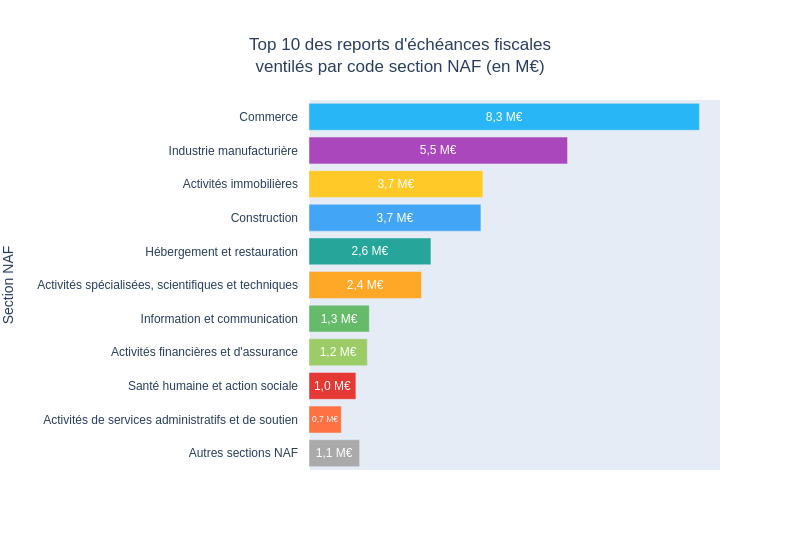 Top 10 des reports d'échéances fiscales
ventilés par code section NAF (en M€)
Section NAF
Commerce 8,3 M€
Industrie manufacturière 5,5 M€
Activités immobilières 3,7 M€
Construction 3,7 M€
Hébergement et restauration 2,6 M€
Activités spécialisées, scientifiques et techniques 2,4 M€
Information et communication 1,3 M€
Activités financières et d'assurance 1,2 M€
Santé humaine et action sociale 1,0 M€
Activités de services administratifs et de soutien 0,7 M€
Autres sections NAF 1,1 M€